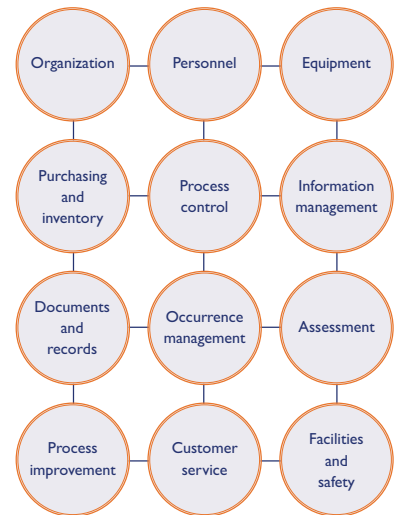 Organization
Personnel
Equipment
Purchasing
and
inventory
Process
control
Information
management
Documents
and
records
Occurrence
management
Assessment
Process
improvement
Customer
service
Facilities
and
safety